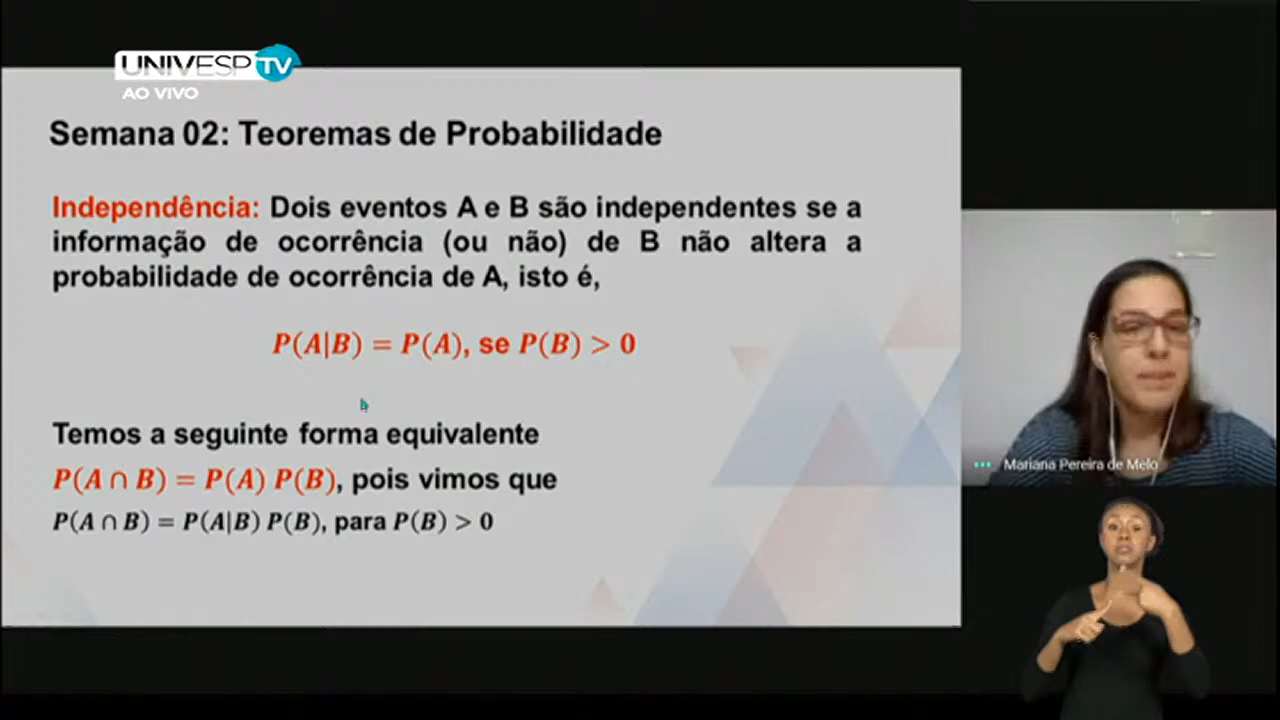 UNIVESP TV
AO VIVO
Semana 02: Teoremas de Probabilidade
Independência: Dois eventos A e B são independentes se a
informação de ocorrência (ou não) de B não altera a
probabilidade de ocorrência de A, isto é,
P(A|B) = P(A), se P(B) > 0
Temos a seguinte forma equivalente
P(A ∩ B) = P(A) P(B), pois vimos que
P(A ∩ B) = P(A|B) P(B), para P(B) > 0
Mariana Pereira de Melo